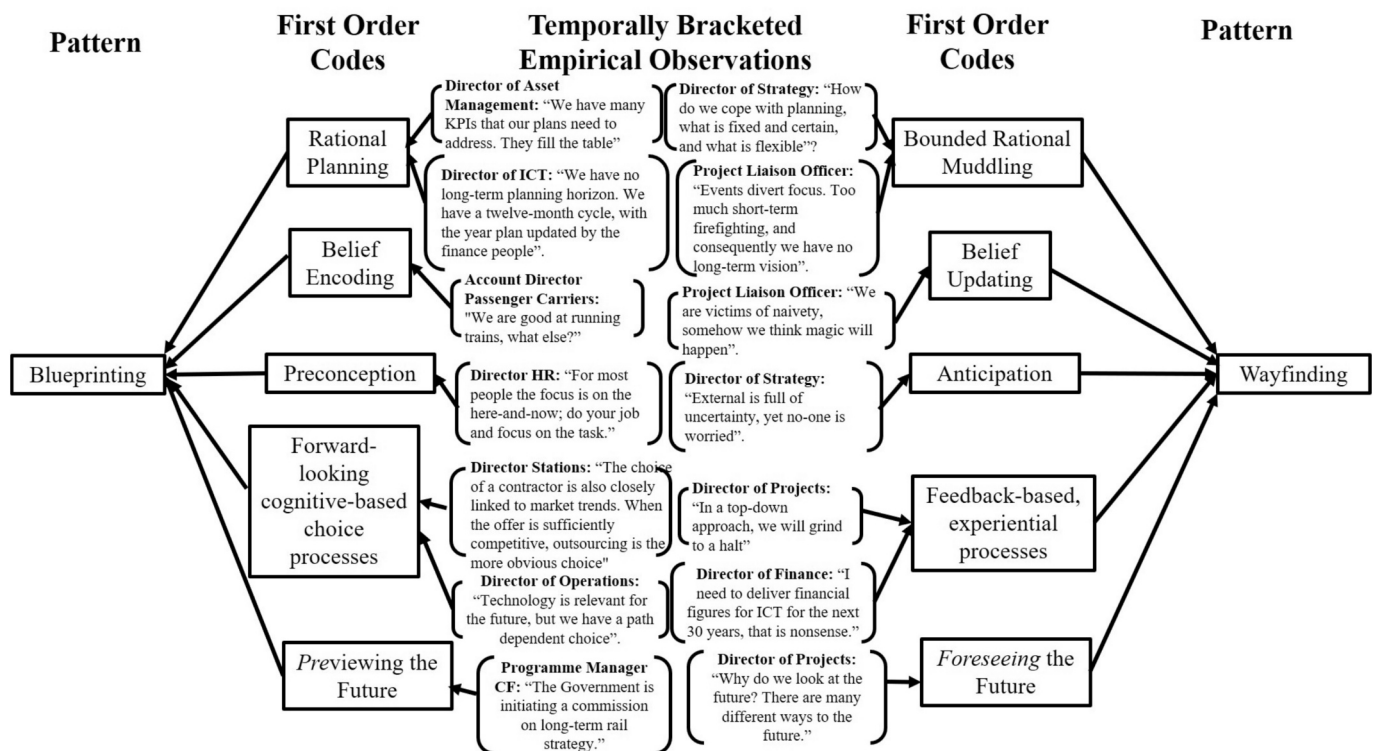 Pattern
First Order
Codes
Temporally Bracketed
Empirical Observations
First Order
Codes
Pattern
Blueprinting
Rational
Planning
Belief
Encoding
Preconception
Forward-
looking
cognitive-based
choice
processes
Previewing the
Future
Director of Asset
Management: “We have many
KPIs that our plans need to
address. They fill the table”
Director of ICT: “We have no
long-term planning horizon. We
have a twelve-month cycle, with
the year plan updated by the
finance people”.
Account Director
Passenger Carriers:
"We are good at running
trains, what else?”
Director HR: “For most
people the focus is on the
here-and-now; do your job
and focus on the task.”
Director Stations: “The choice
of a contractor is also closely
linked to market trends. When
the offer is sufficiently
competitive, outsourcing is the
more obvious choice"
Director of Operations:
“Technology is relevant for
the future, but we have a path
dependent choice”.
Programme Manager
CF: “The Government is
initiating a commission
on long-term rail
strategy.”
Director of Strategy: “How
do we cope with planning,
what is fixed and certain,
and what is flexible”?
Project Liaison Officer:
“Events divert focus. Too
much short-term
firefighting, and
consequently we have no
long-term vision”.
Project Liaison Officer: “We
are victims of naivety,
somehow we think magic will
happen”.
Director of Strategy:
“External is full of
uncertainty, yet no-one is
worried”.
Director of Projects:
“In a top-down
approach, we will grind
to a halt”
Director of Finance: “I
need to deliver financial
figures for ICT for the next
30 years, that is nonsense.”
Director of Projects:
“Why do we look at the
future? There are many
different ways to the
future.”
Bounded Rational
Muddling
Belief
Updating
Anticipation
Feedback-based,
experiential
processes
Foreseeing the
Future
Wayfinding